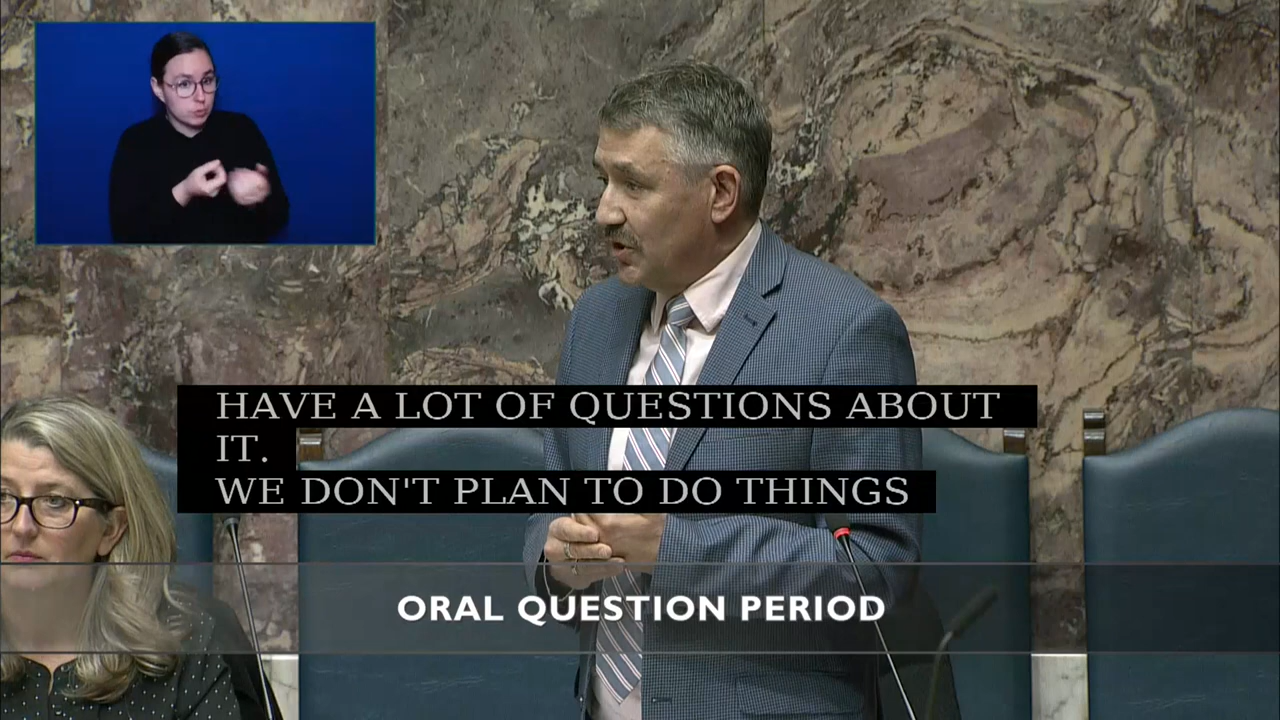 HAVE A LOT OF QUESTIONS ABOUT
IT.
WE DON'T PLAN TO DO THINGS
ORAL QUESTION PERIOD